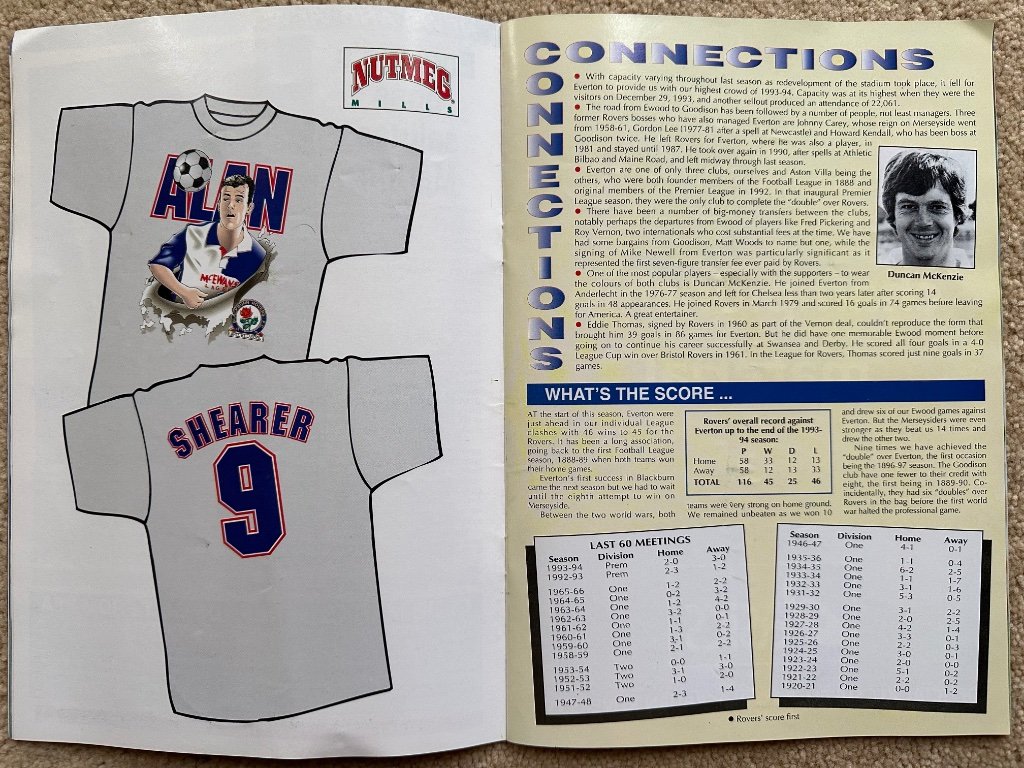 NUTMEG
MILLS
ALAN
McEWAN'S
LAGER
SHEARER
9
CONNECTIONS
CONNECTIONS
● With capacity varying throughout last season as redevelopment of the stadium took place, it fell for
Everton to provide us with our highest crowd of 1993-94. Capacity was at its highest when they were the
visitors on December 29, 1993, and another sellout produced an attendance of 22,061.
● The road from Ewood to Goodison has been followed by a number of people, not least managers. Three
former Rovers bosses who have also managed Everton are Johnny Carey, whose reign on Merseyside went
from 1958-61, Gordon Lee (1977-81 after a spell at Newcastle) and Howard Kendall, who has been boss at
Goodison twice. He left Rovers for Everton, where he was also a player, in
1981 and stayed until 1987. He took over again in 1990, after spells at Athletic
Bilbao and Maine Road, and left midway through last season.
● Everton are one of only three clubs, ourselves and Aston Villa being the
others, who were both founder members of the Football League in 1888 and
original members of the Premier League in 1992. In that inaugural Premier
League season, they were the only club to complete the "double" over Rovers.
● There have been a number of big-money transfers between the clubs,
notably perhaps the departures from Ewood of players like Fred Pickering and
Roy Vernon, two internationals who cost substantial fees at the time. We have
had some bargains from Goodison, Matt Woods to name but one, while the
signing of Mike Newell from Everton was particularly significant as it
represented the first seven-figure transfer fee ever paid by Rovers.
● One of the most popular players – especially with the supporters – to wear
the colours of both clubs is Duncan McKenzie. He joined Everton from
Anderlecht in the 1976-77 season and left for Chelsea less than two years later after scoring 14
goals in 48 appearances. He joined Rovers in March 1979 and scored 16 goals in 74 games before leaving
for America. A great entertainer.
● Eddie Thomas, signed by Rovers in 1960 as part of the Vernon deal, couldn't reproduce the form that
brought him 39 goals in 86 games for Everton. But he did have one memorable Ewood moment before
going on to continue his career successfully at Swansea and Derby. He scored all four goals in a 4-0
League Cup win over Bristol Rovers in 1961. In the League for Rovers, Thomas scored just nine goals in 37
games.
Duncan McKenzie
WHAT'S THE SCORE ...
AT the start of this season, Everton were
just ahead in our individual League
clashes with 46 wins to 45 for the
Rovers. It has been a long association,
going back to the first Football League
season, 1888-89 when both teams won
their home games.
Everton's first success in Blackburn
came the next season but we had to wait
until the eighth attempt to win on
Merseyside.
Between the two world wars, both
Rovers' overall record against
Everton up to the end of the 1993-
94 season:
P W D L
Home 58 33 12 13
Away 58 12 13 33
TOTAL 116 45 25 46
teams were very strong on home ground.
We remained unbeaten as we won 10
and drew six of our Ewood games against
Everton. But the Merseysiders were even
stronger as they beat us 14 times and
drew the other two.
Nine times we have achieved the
"double" over Everton, the first occasion
being the 1896-97 season. The Goodison
club have one fewer to their credit with
eight, the first being in 1889-90. Co-
incidentally, they had six "doubles" over
Rovers in the bag before the first world
war halted the professional game.
LAST 60 MEETINGS
Season Division Home Away
1993-94 Prem 2-0 3-0
1992-93 Prem 2-3 1-2
1965-66 One 1-2 2-2
1964-65 One 0-2 3-2
1963-64 One 1-2 4-2
1962-63 One 3-2 0-0
1961-62 One 1-1 0-1
1960-61 One 1-3 2-2
1959-60 One 3-1 0-2
1958-59 One 2-1 2-2
1953-54 Two 0-0 1-1
1952-53 Two 3-1 3-0
1951-52 Two 1-0 2-0
1947-48 One 2-3 1-4
Season Division Home Away
1946-47 One 4-1 0-1
1935-36 One 1-1 0-4
1934-35 One 6-2 2-5
1933-34 One 1-1 1-7
1932-33 One 3-1 1-6
1931-32 One 5-3 0-5
1929-30 One 3-1 2-2
1928-29 One 2-0 2-5
1927-28 One 4-2 1-4
1926-27 One 3-3 0-1
1925-26 One 2-2 0-3
1924-25 One 3-0 0-1
1923-24 One 2-0 0-0
1922-23 One 5-1 0-2
1921-22 One 2-2 0-2
1920-21 One 0-0 1-2
● Rovers' score first